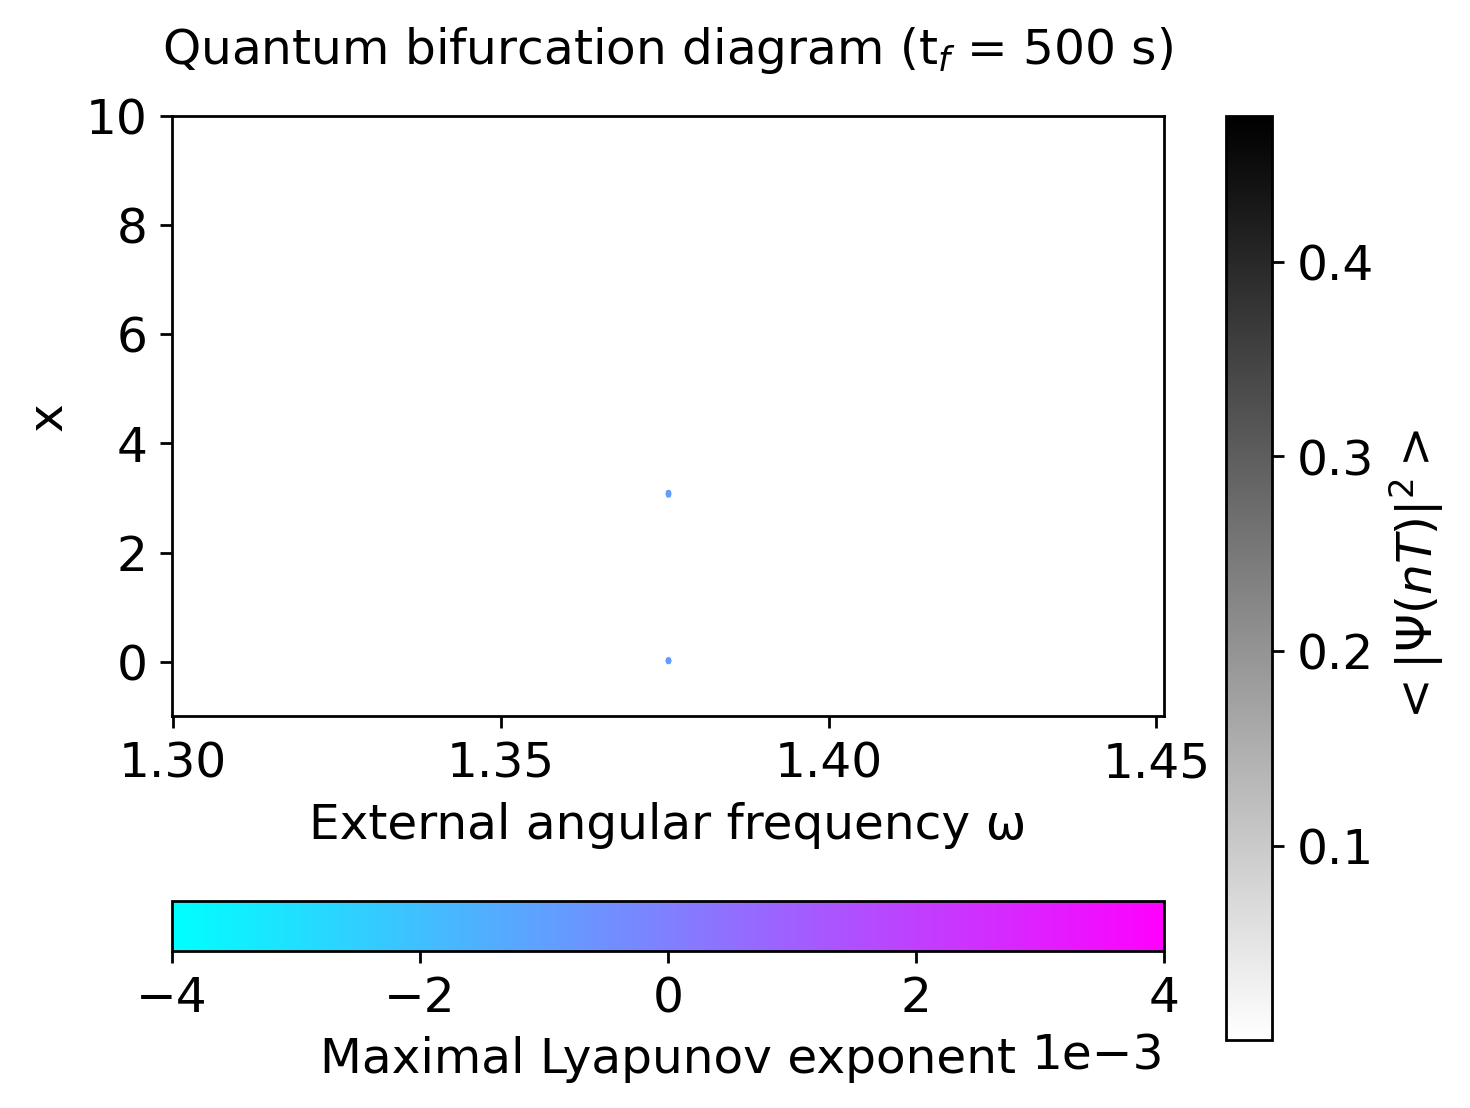 Quantum bifurcation diagram (t_f = 500 s)
10
8
6
4
2
0
x
1.30 1.35 1.40 1.45
External angular frequency ω
−4 −2 0 2 4
Maximal Lyapunov exponent 1e−3
0.4
0.3
0.2
0.1
< |Ψ(nT)|² >